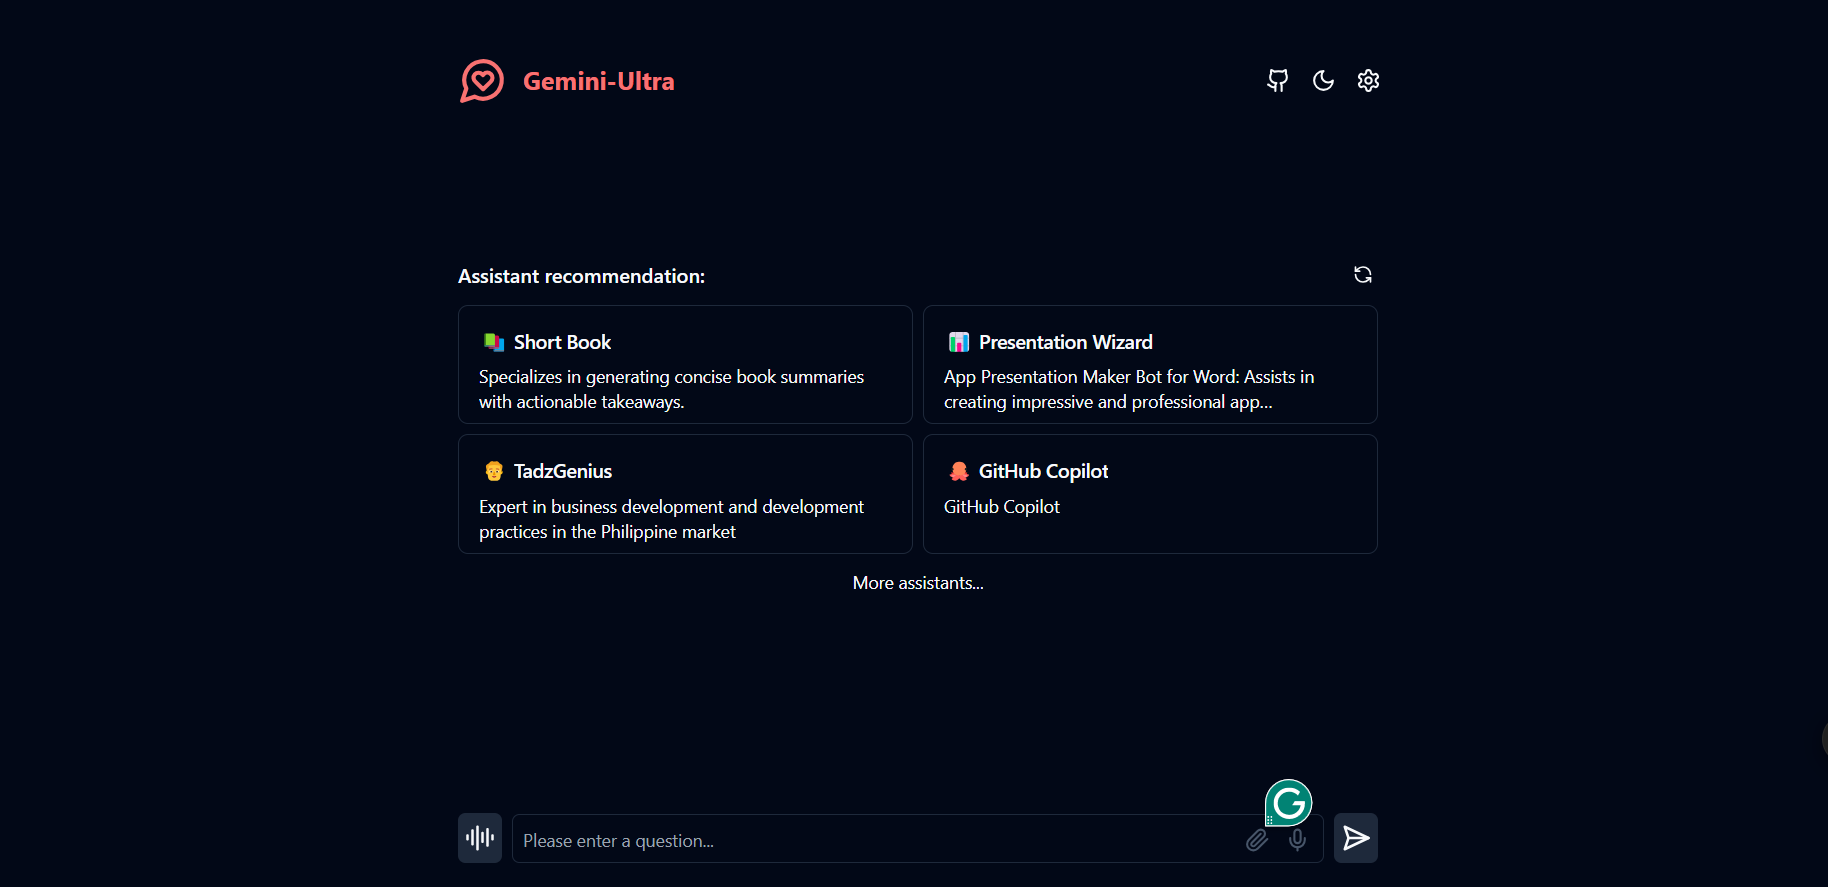 Gemini-Ultra
Assistant recommendation:
Short Book
Specializes in generating concise book summaries
with actionable takeaways.
Presentation Wizard
App Presentation Maker Bot for Word: Assists in
creating impressive and professional app...
TadzGenius
Expert in business development and development
practices in the Philippine market
GitHub Copilot
GitHub Copilot
More assistants...
G
Please enter a question...